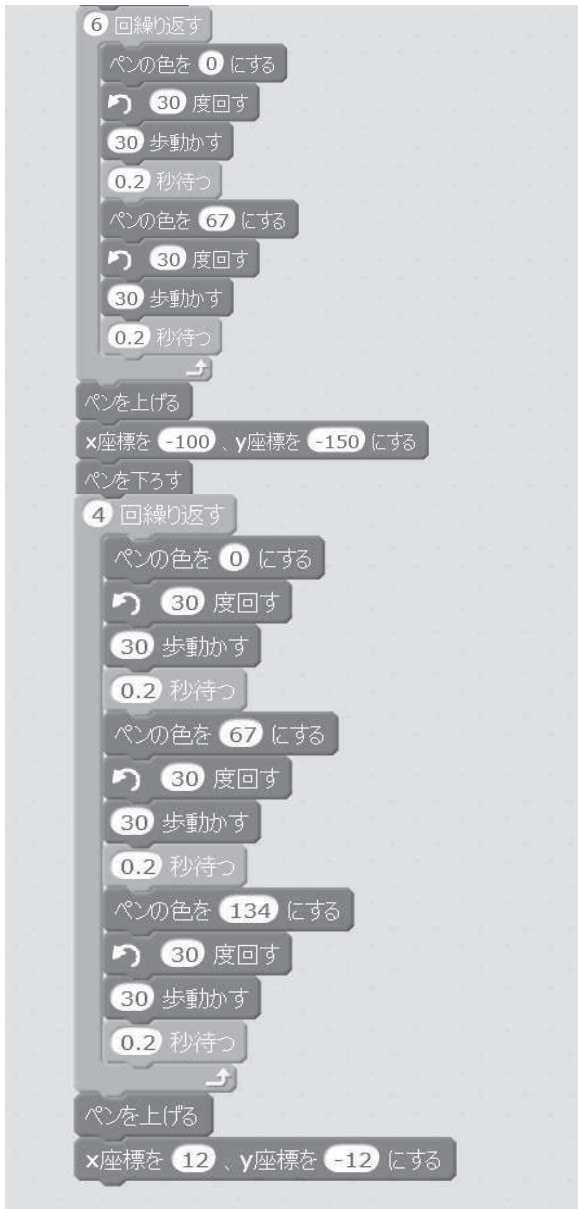 6 回繰り返す
ペンの色を 0 にする
30 度回す
30 歩動かす
0.2 秒待つ
ペンの色を 67 にする
30 度回す
30 歩動かす
0.2 秒待つ
ペンを上げる
x座標を -100 、y座標を -150 にする
ペンを下ろす
4 回繰り返す
ペンの色を 0 にする
30 度回す
30 歩動かす
0.2 秒待つ
ペンの色を 67 にする
30 度回す
30 歩動かす
0.2 秒待つ
ペンの色を 134 にする
30 度回す
30 歩動かす
0.2 秒待つ
ペンを上げる
x座標を 12 、y座標を -12 にする